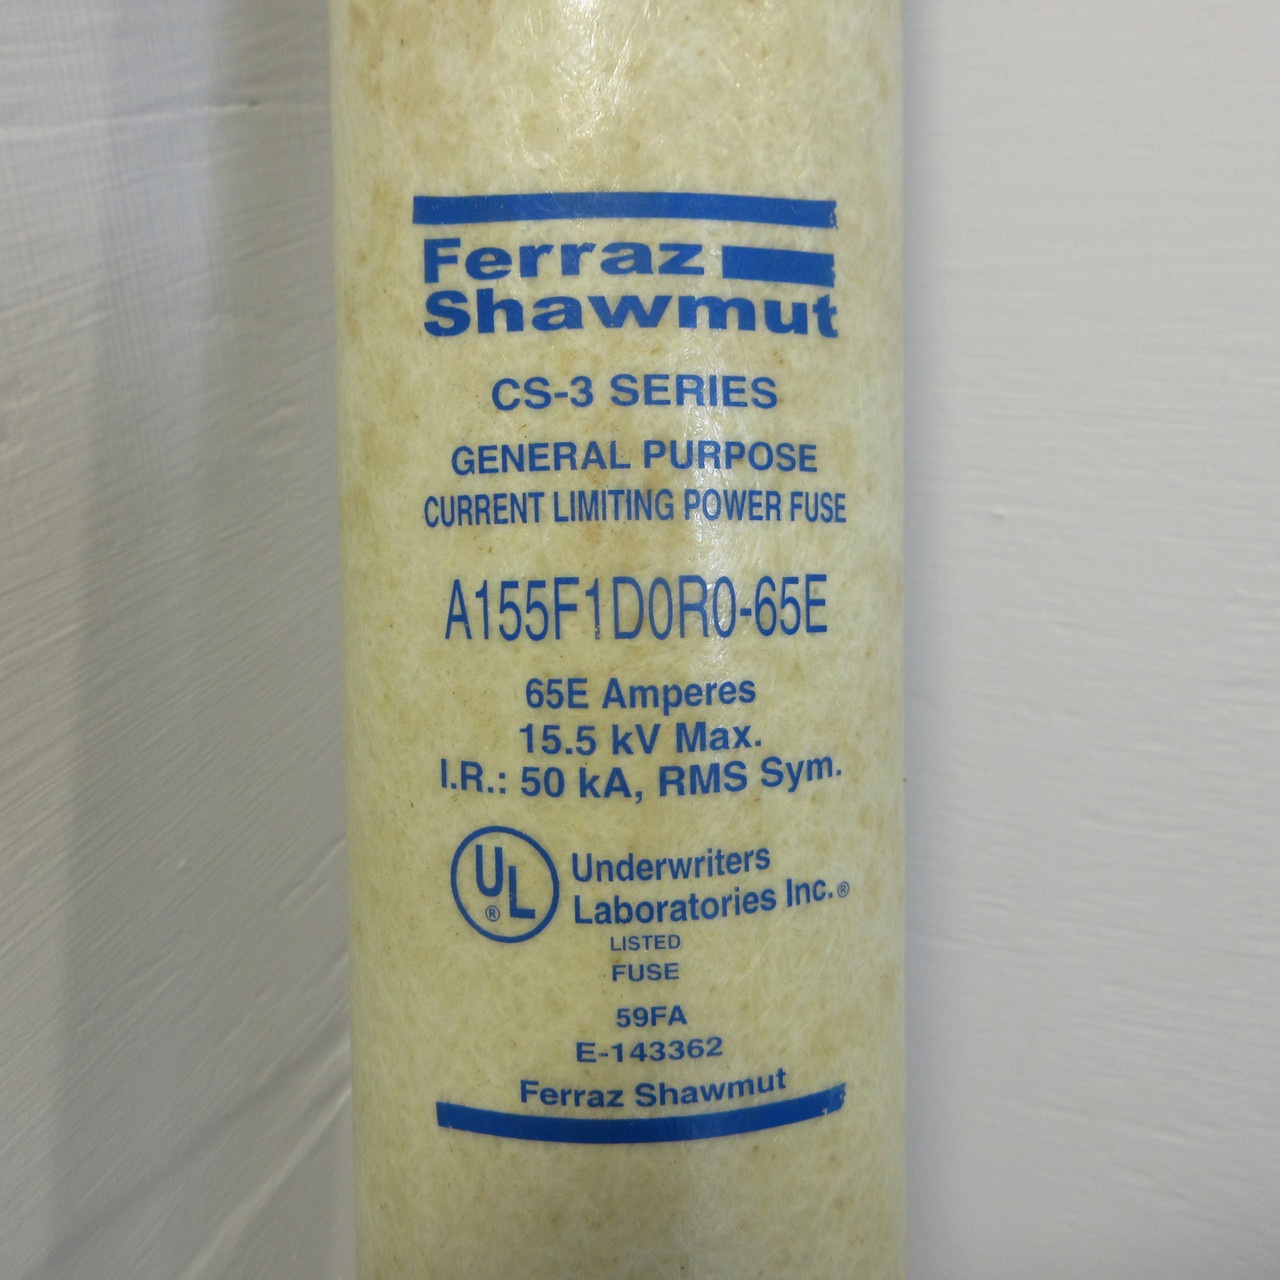 Ferraz
Shawmut
CS-3 SERIES
GENERAL PURPOSE
CURRENT LIMITING POWER FUSE
A155F1D0R0-65E
65E Amperes
15.5 kV Max.
I.R.: 50 kA, RMS Sym.
UL® Underwriters
Laboratories Inc.®
LISTED
FUSE
59FA
E-143362
Ferraz Shawmut